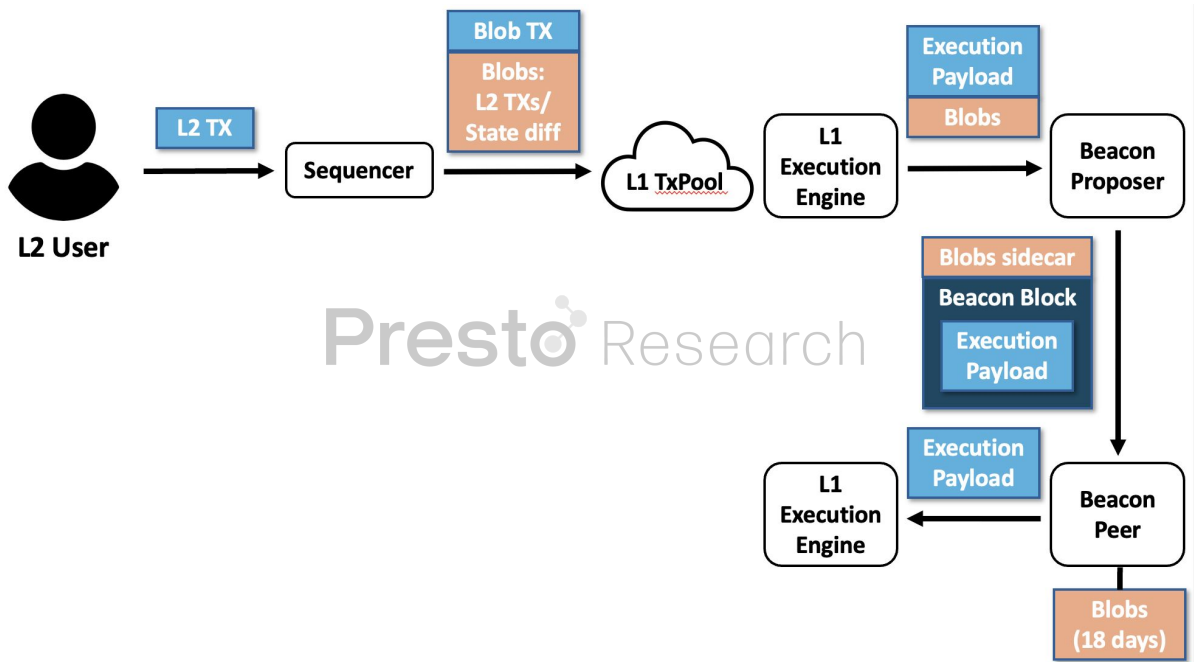 Blob TX
Blobs:
L2 TXs/
State diff
Execution
Payload
Blobs
L2 TX
Sequencer
L1 TxPool
L1
Execution
Engine
Beacon
Proposer
L2 User
Blobs sidecar
Beacon Block
Execution
Payload
Presto Research
Execution
Payload
L1
Execution
Engine
Beacon
Peer
Blobs
(18 days)